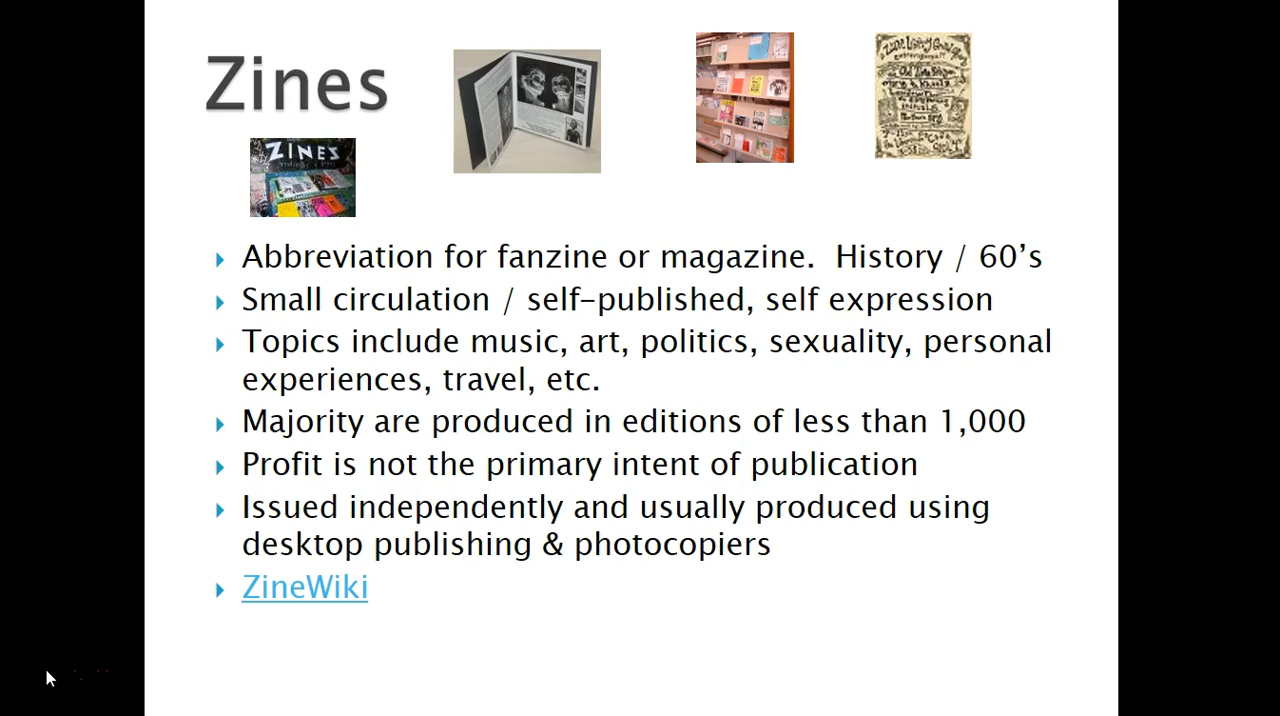 Zines
ZINES
Abbreviation for fanzine or magazine.  History / 60’s
Small circulation / self-published, self expression
Topics include music, art, politics, sexuality, personal
experiences, travel, etc.
Majority are produced in editions of less than 1,000
Profit is not the primary intent of publication
Issued independently and usually produced using
desktop publishing & photocopiers
ZineWiki